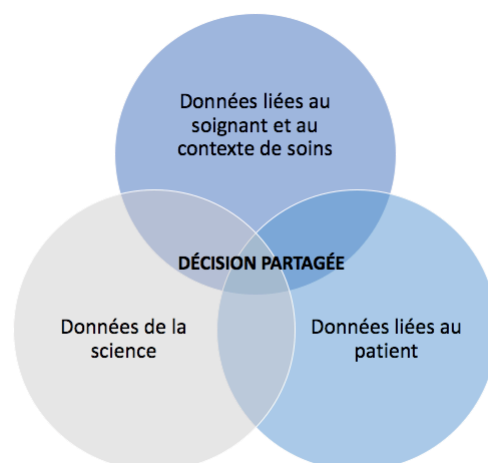 Données liées au
soignant et au
contexte de soins
DÉCISION PARTAGÉE
Données de la
science
Données liées au
patient